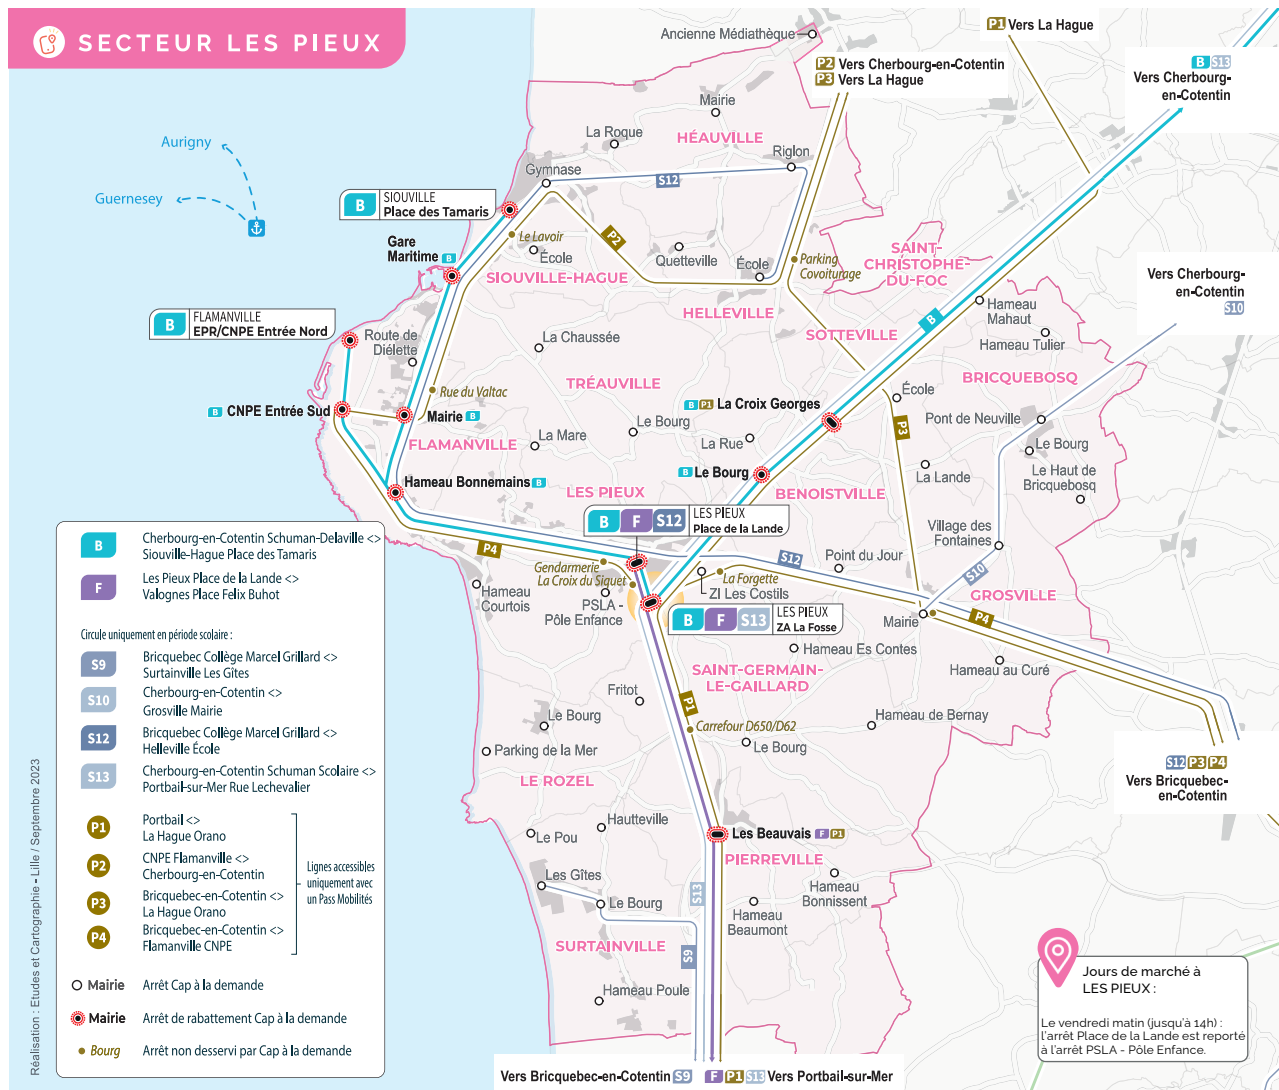 SECTEUR LES PIEUX
Ancienne Médiathèque
P1 Vers La Hague
P2 Vers Cherbourg-en-Cotentin
P3 Vers La Hague
B S13
Vers Cherbourg-
en-Cotentin
Aurigny
Guernesey
Mairie
La Roque
HÉAUVILLE
Riglon
Gymnase
S12
B
SIOUVILLE
Place des Tamaris
Le Lavoir
École
P2
Quetteville
École
Parking
Covoiturage
SAINT-
CHRISTOPHE-
DU-FOC
Gare
Maritime B
SIOUVILLE-HAGUE
Vers Cherbourg-
en-Cotentin
S10
HELLEVILLE
Hameau
Mahaut
B
FLAMANVILLE
EPR/CNPE Entrée Nord
Route de
Diélette
La Chaussée
B
SOTTEVILLE
Hameau Tulier
TRÉAUVILLE
BRICQUEBOSQ
Rue du Valtac
École
B CNPE Entrée Sud
Mairie B
B P1 La Croix Georges
Pont de Neuville
P3
FLAMANVILLE
La Mare
Le Bourg
La Rue
Le Bourg
Le Haut de
Bricquebosq
B Le Bourg
La Lande
Hameau Bonnemains B
LES PIEUX
BENOISTVILLE
B F S12
LES PIEUX
Place de la Lande
Village des
Fontaines
P4
S12
Point du Jour
S10
Gendarmerie
La Croix du Siquet
La Forgette
ZI Les Costils
GROSVILLE
Hameau
Courtois
PSLA -
Pôle Enfance
B F S13
LES PIEUX
ZA La Fosse
Mairie
P4
Hameau Es Contes
SAINT-GERMAIN-
LE-GAILLARD
Hameau au Curé
Fritot
P1
Le Bourg
Carrefour D650/D62
Hameau de Bernay
Parking de la Mer
Le Bourg
LE ROZEL
S12 P3 P4
Vers Bricquebec-
en-Cotentin
Hautteville
Le Pou
Les Beauvais F P1
PIERREVILLE
Les Gîtes
Hameau
Bonnissent
S13
Le Bourg
Hameau
Beaumont
SURTAINVILLE
S9
Hameau Poule
Vers Bricquebec-en-Cotentin S9
F P1 S13 Vers Portbail-sur-Mer
B
Cherbourg-en-Cotentin Schuman-Delaville <>
Siouville-Hague Place des Tamaris
F
Les Pieux Place de la Lande <>
Valognes Place Felix Buhot
Circule uniquement en période scolaire :
S9
Bricquebec Collège Marcel Grillard <>
Surtainville Les Gîtes
S10
Cherbourg-en-Cotentin <>
Grosville Mairie
S12
Bricquebec Collège Marcel Grillard <>
Helleville École
S13
Cherbourg-en-Cotentin Schuman Scolaire <>
Portbail-sur-Mer Rue Lechevalier
P1
Portbail <>
La Hague Orano
P2
CNPE Flamanville <>
Cherbourg-en-Cotentin
P3
Bricquebec-en-Cotentin <>
La Hague Orano
P4
Bricquebec-en-Cotentin <>
Flamanville CNPE
Lignes accessibles
uniquement avec
un Pass Mobilités
Mairie Arrêt Cap à la demande
Mairie Arrêt de rabattement Cap à la demande
Bourg Arrêt non desservi par Cap à la demande
Réalisation : Etudes et Cartographie - Lille / Septembre 2023
Jours de marché à
LES PIEUX :
Le vendredi matin (jusqu'à 14h) :
l'arrêt Place de la Lande est reporté
à l'arrêt PSLA - Pôle Enfance.